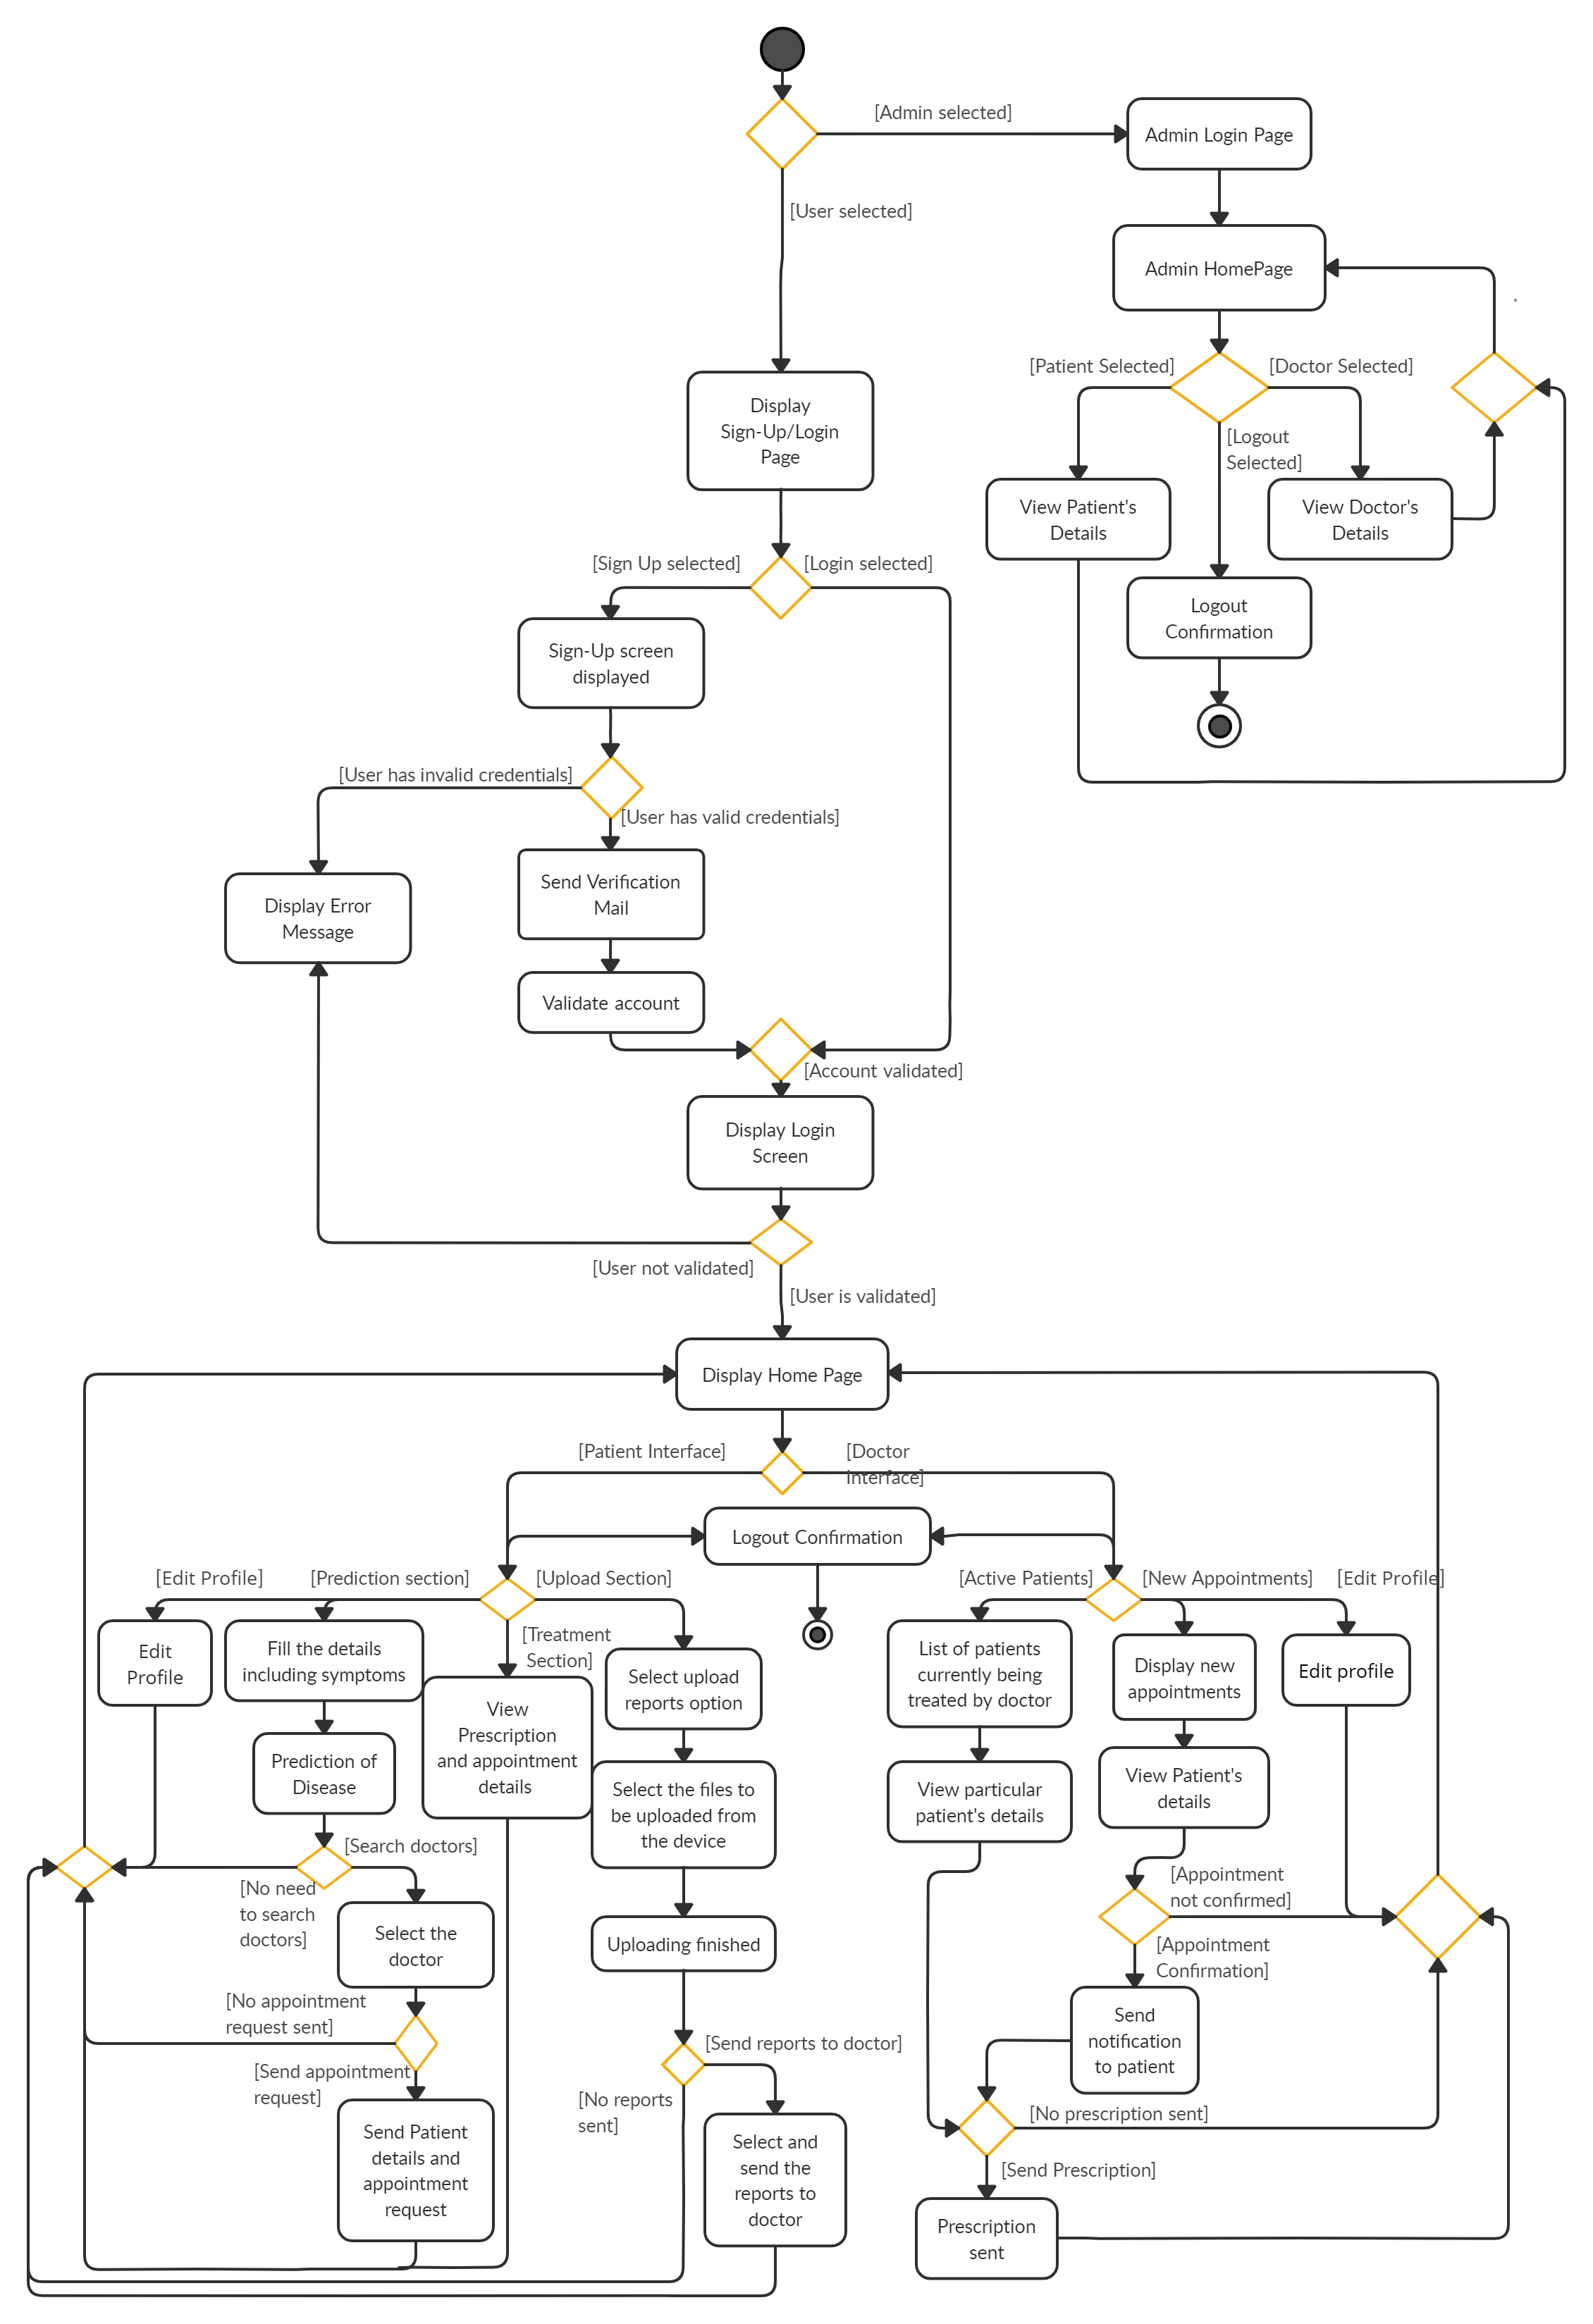 [Admin selected]
Admin Login Page
[User selected]
Admin HomePage
[Patient Selected]
[Doctor Selected]
Display
Sign-Up/Login
Page
[Logout
Selected]
View Patient's
Details
View Doctor's
Details
[Sign Up selected]
[Login selected]
Logout
Confirmation
Sign-Up screen
displayed
[User has invalid credentials]
[User has valid credentials]
Display Error
Message
Send Verification
Mail
Validate account
[Account validated]
Display Login
Screen
[User not validated]
[User is validated]
Display Home Page
[Patient Interface]
[Doctor
Interface]
Logout Confirmation
[Edit Profile]
[Prediction section]
[Upload Section]
[Active Patients]
[New Appointments]
[Edit Profile]
Edit
Profile
Fill the details
including symptoms
[Treatment
Section]
Select upload
reports option
List of patients
currently being
treated by doctor
Display new
appointments
Edit profile
View
Prescription
and appointment
details
Prediction of
Disease
Select the files to
be uploaded from
the device
View particular
patient's details
View Patient's
details
[Search doctors]
[No need
to search
doctors]
[Appointment
not confirmed]
Select the
doctor
Uploading finished
[Appointment
Confirmation]
[No appointment
request sent]
Send
notification
to patient
[Send reports to doctor]
[Send appointment
request]
[No reports
sent]
[No prescription sent]
Send Patient
details and
appointment
request
Select and
send the
reports to
doctor
[Send Prescription]
Prescription
sent